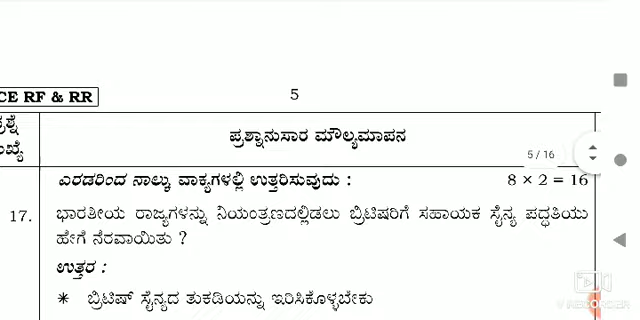 CE RF & RR
5
ಪ್ರಶ್ನಾನುಸಾರ ಮೌಲ್ಯಮಾಪನ
5 / 16
ಎರಡರಿಂದ ನಾಲ್ಕು ವಾಕ್ಯಗಳಲ್ಲಿ ಉತ್ತರಿಸುವುದು : 8 × 2 = 16
17. ಭಾರತೀಯ ರಾಜ್ಯಗಳನ್ನು ನಿಯಂತ್ರಣದಲ್ಲಿಡಲು ಬ್ರಿಟಿಷರಿಗೆ ಸಹಾಯಕ ಸೈನ್ಯ ಪದ್ಧತಿಯು
ಹೇಗೆ ನೆರವಾಯಿತು ?
ಉತ್ತರ :
* ಬ್ರಿಟಿಷ್ ಸೈನ್ಯದ ತುಕಡಿಯನ್ನು ಇರಿಸಿಕೊಳ್ಳಬೇಕು